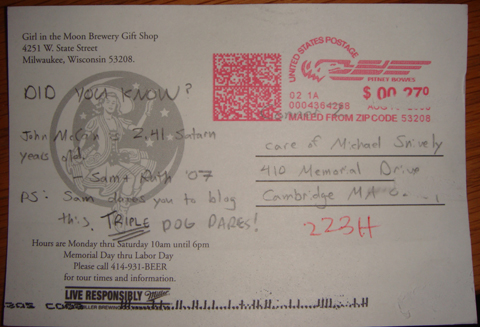 Girl in the Moon Brewery Gift Shop
4251 W. State Street
Milwaukee, Wisconsin 53208.
DID YOU KNOW?
John McCain is 2.41 Saturn
years old.
- Sam + Ruth '07
PS: Sam dares you to blog
this. TRIPLE DOG DARES!
Hours are Monday thru Saturday 10am until 6pm
Memorial Day thru Labor Day
Please call 414-931-BEER
for tour times and information.
LIVE RESPONSIBLY Miller
MILLER BREWING
UNITED STATES POSTAGE
PITNEY BOWES
02 1A
$ 00.27⁰
0004364288
MAILED FROM ZIP CODE 53208
care of Michael Snively
410 Memorial Drive
Cambridge MA
223H